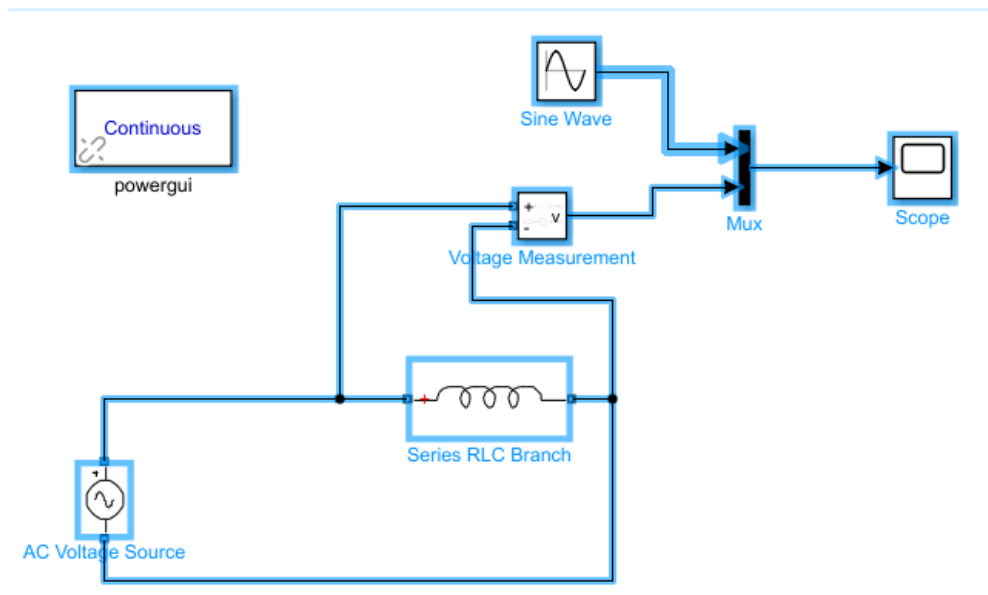 Sine Wave
Continuous
powergui
Mux
Scope
+
-
v
Voltage Measurement
+
Series RLC Branch
+
AC Voltage Source